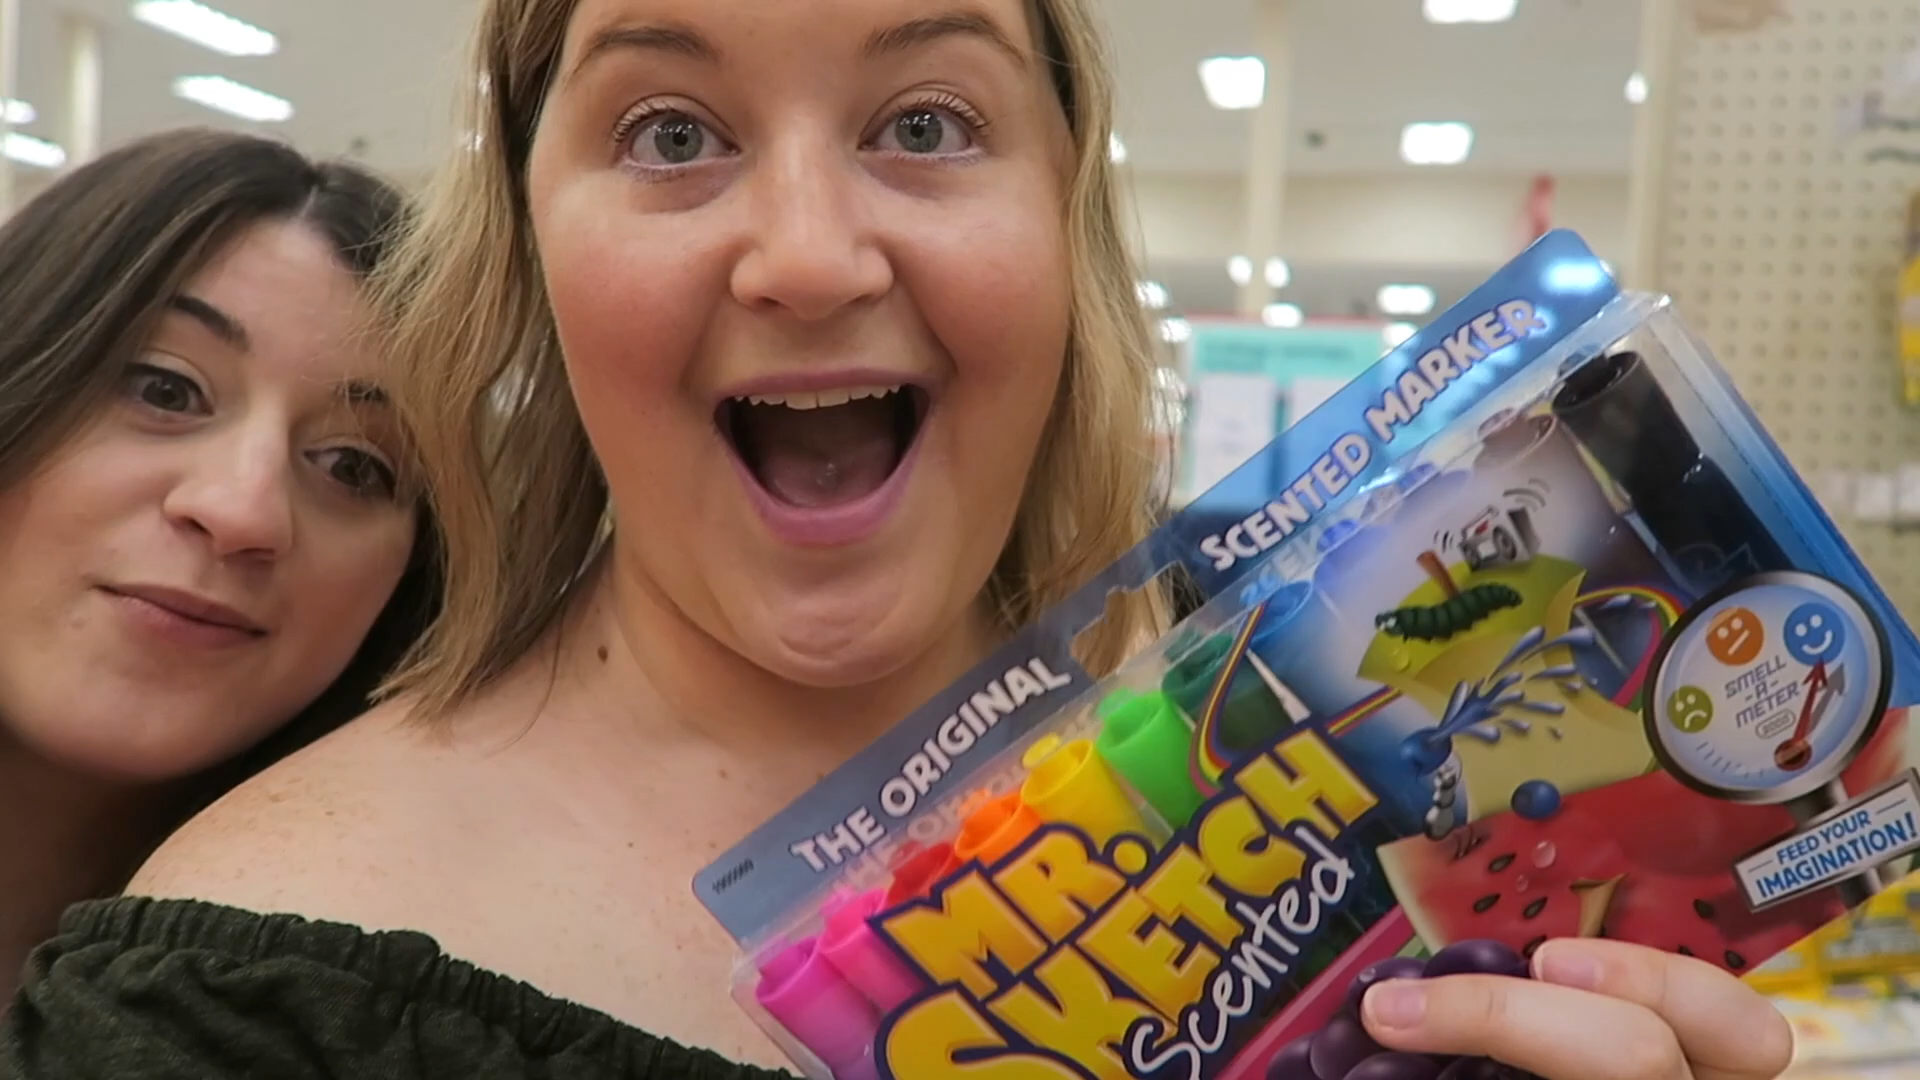 THE ORIGINAL
SCENTED MARKER
MR.
SKETCH
Scented
SMELL
-A-
METER
FEED YOUR
IMAGINATION!